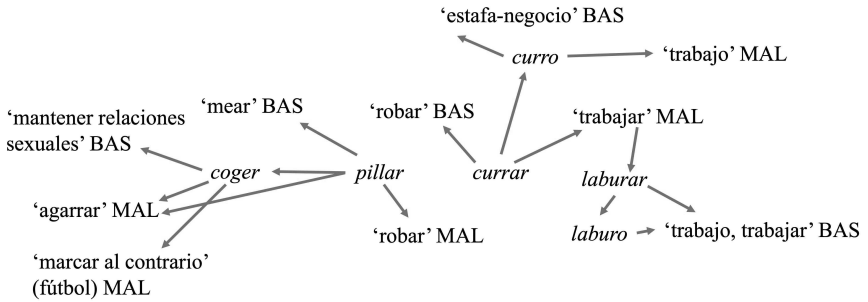 ‘estafa-negocio’ BAS
curro
‘trabajo’ MAL
‘mantener relaciones
sexuales’ BAS
‘mear’ BAS
‘robar’ BAS
‘trabajar’ MAL
coger
pillar
currar
laburar
‘agarrar’ MAL
‘robar’ MAL
laburo
‘trabajo, trabajar’ BAS
‘marcar al contrario’
(fútbol) MAL